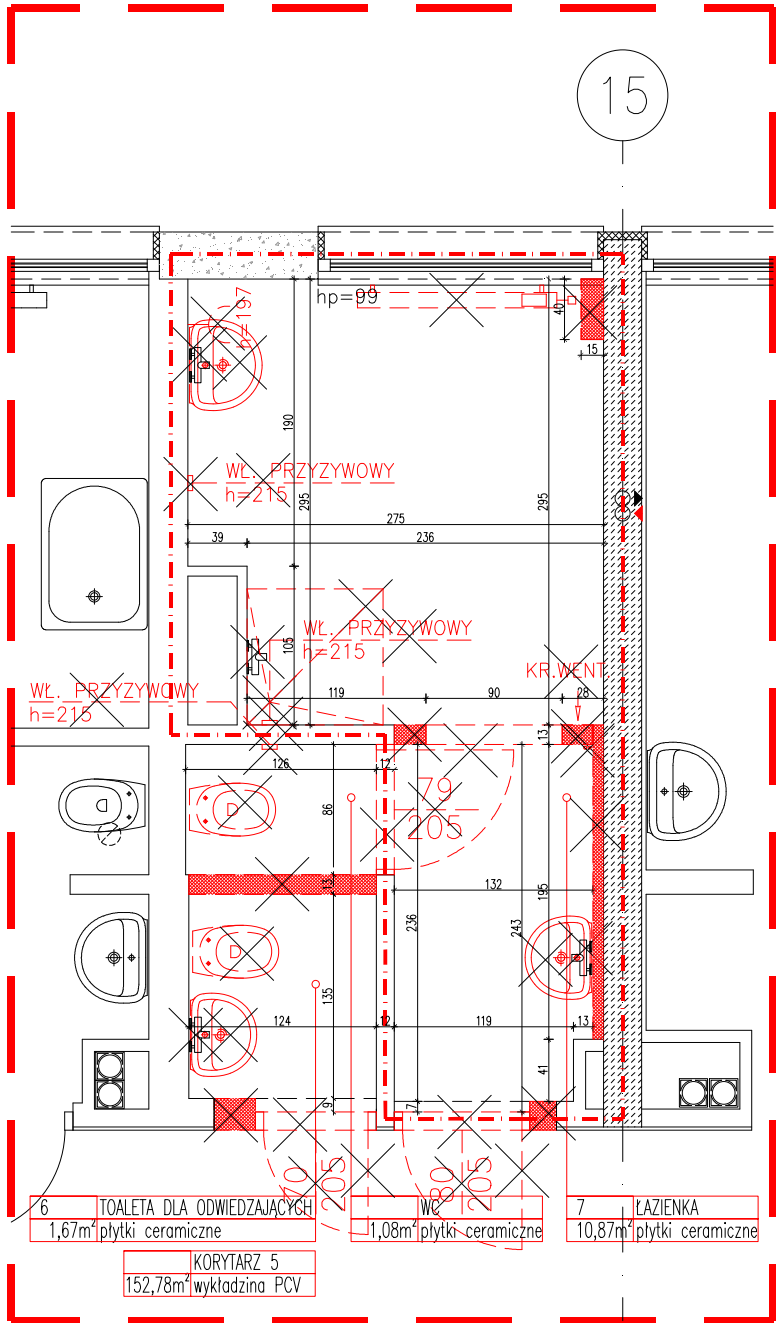 15
h=197
hp=99
40
15
190
295
295
WŁ. PRZYZYWOWY
h=215
275
39
236
105
WŁ. PRZYZYWOWY
h=215
KR.WENT.
WŁ. PRZYZYWOWY
h=215
119
90
28
13
126
12
79
205
86
D
13
132
195
236
243
D
135
124
12
119
13
41
9
7
70
205
80
205
6 TOALETA DLA ODWIEDZAJĄCYCH
1,67m² płytki ceramiczne
WC
1,08m² płytki ceramiczne
7 ŁAZIENKA
10,87m² płytki ceramiczne
KORYTARZ 5
152,78m² wykładzina PCV